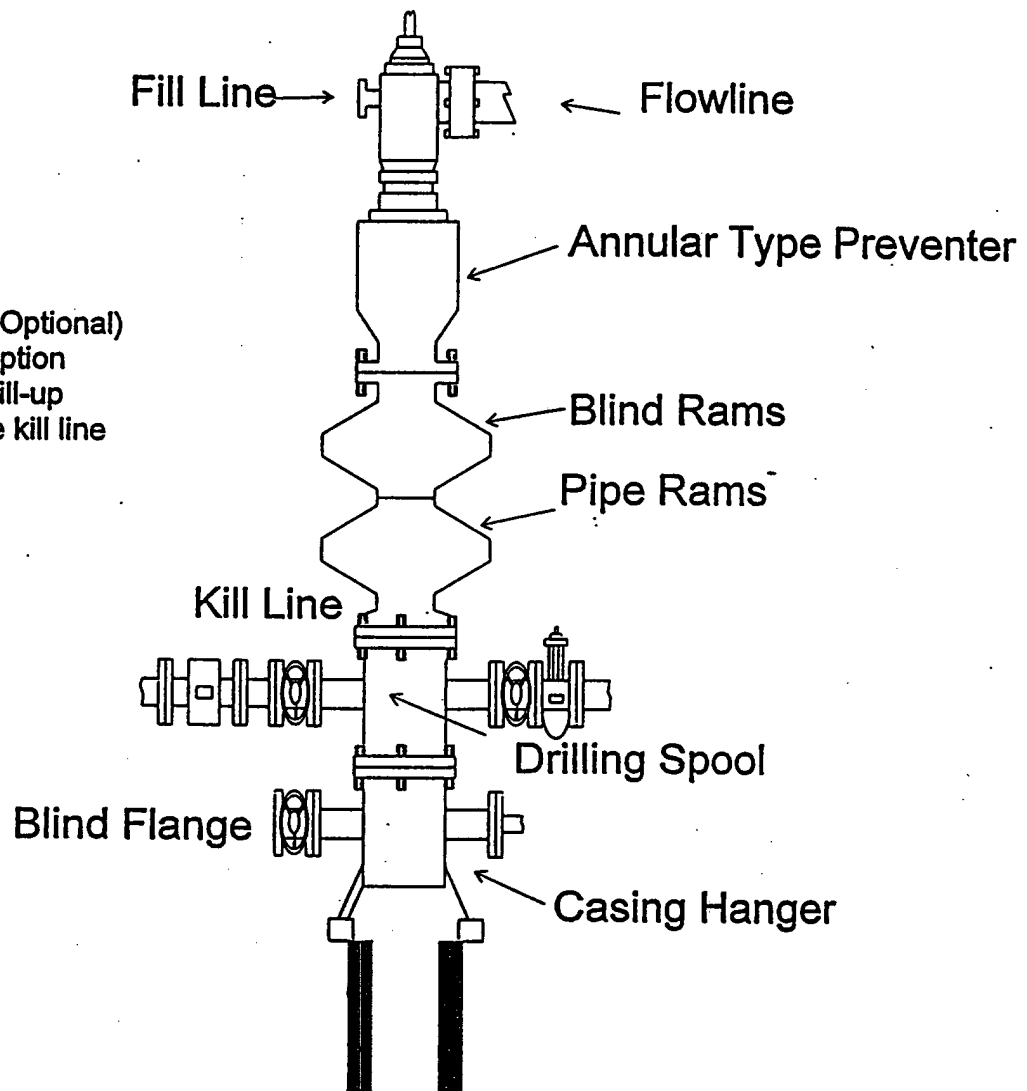 Fill Line
Flowline
Annular Type Preventer
Optional)
ption
ill-up
kill line
Blind Rams
Pipe Rams
Kill Line
Drilling Spool
Blind Flange
Casing Hanger